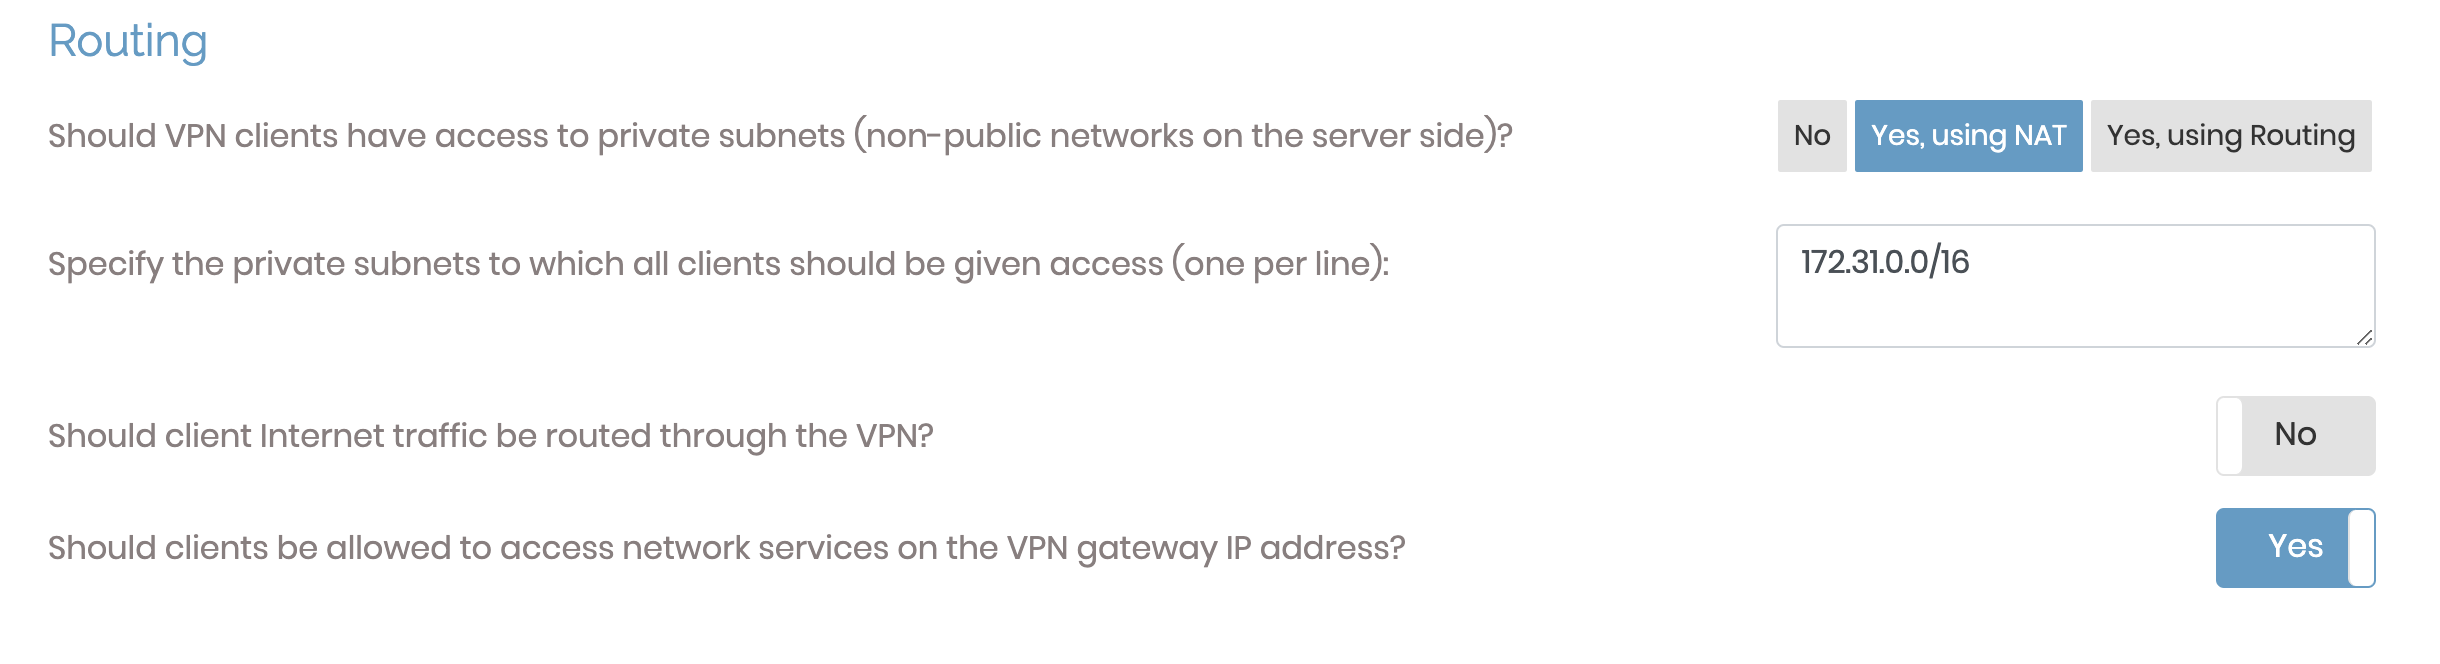 Routing
Should VPN clients have access to private subnets (non-public networks on the server side)?
No
Yes, using NAT
Yes, using Routing
Specify the private subnets to which all clients should be given access (one per line):
172.31.0.0/16
Should client Internet traffic be routed through the VPN?
No
Should clients be allowed to access network services on the VPN gateway IP address?
Yes